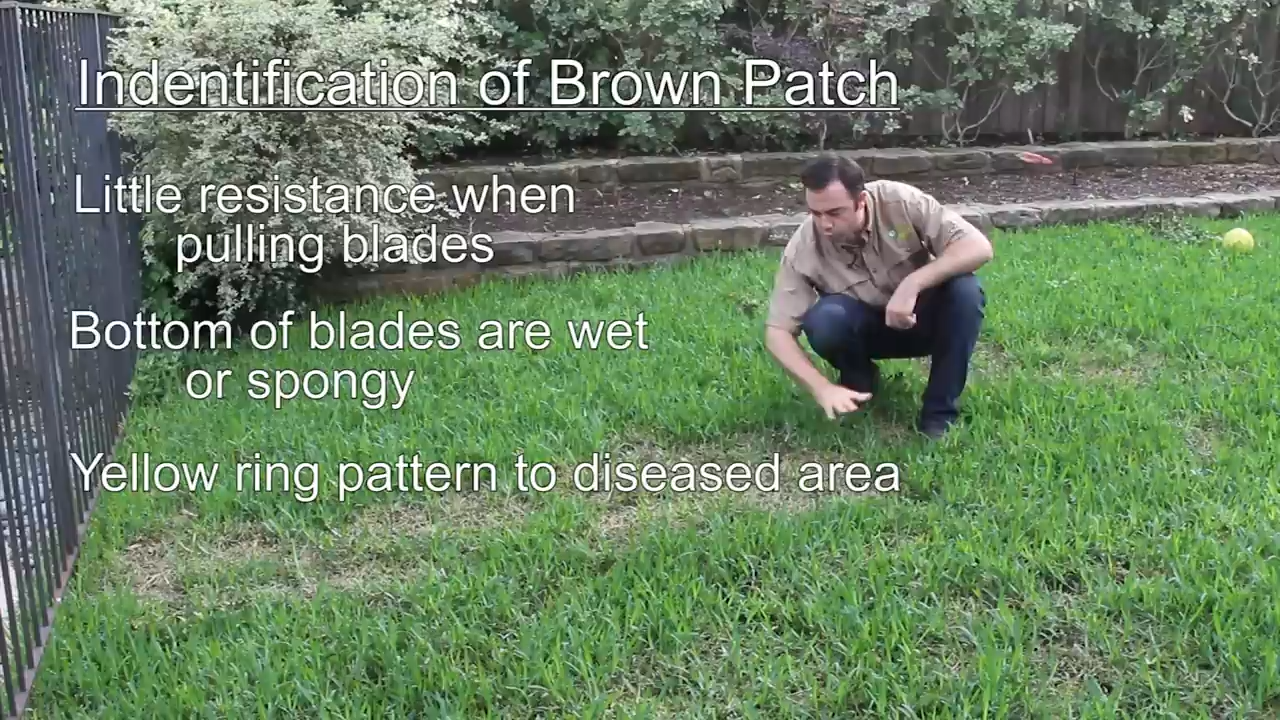 Indentification of Brown Patch
Little resistance when
pulling blades
Bottom of blades are wet
or spongy
Yellow ring pattern to diseased area